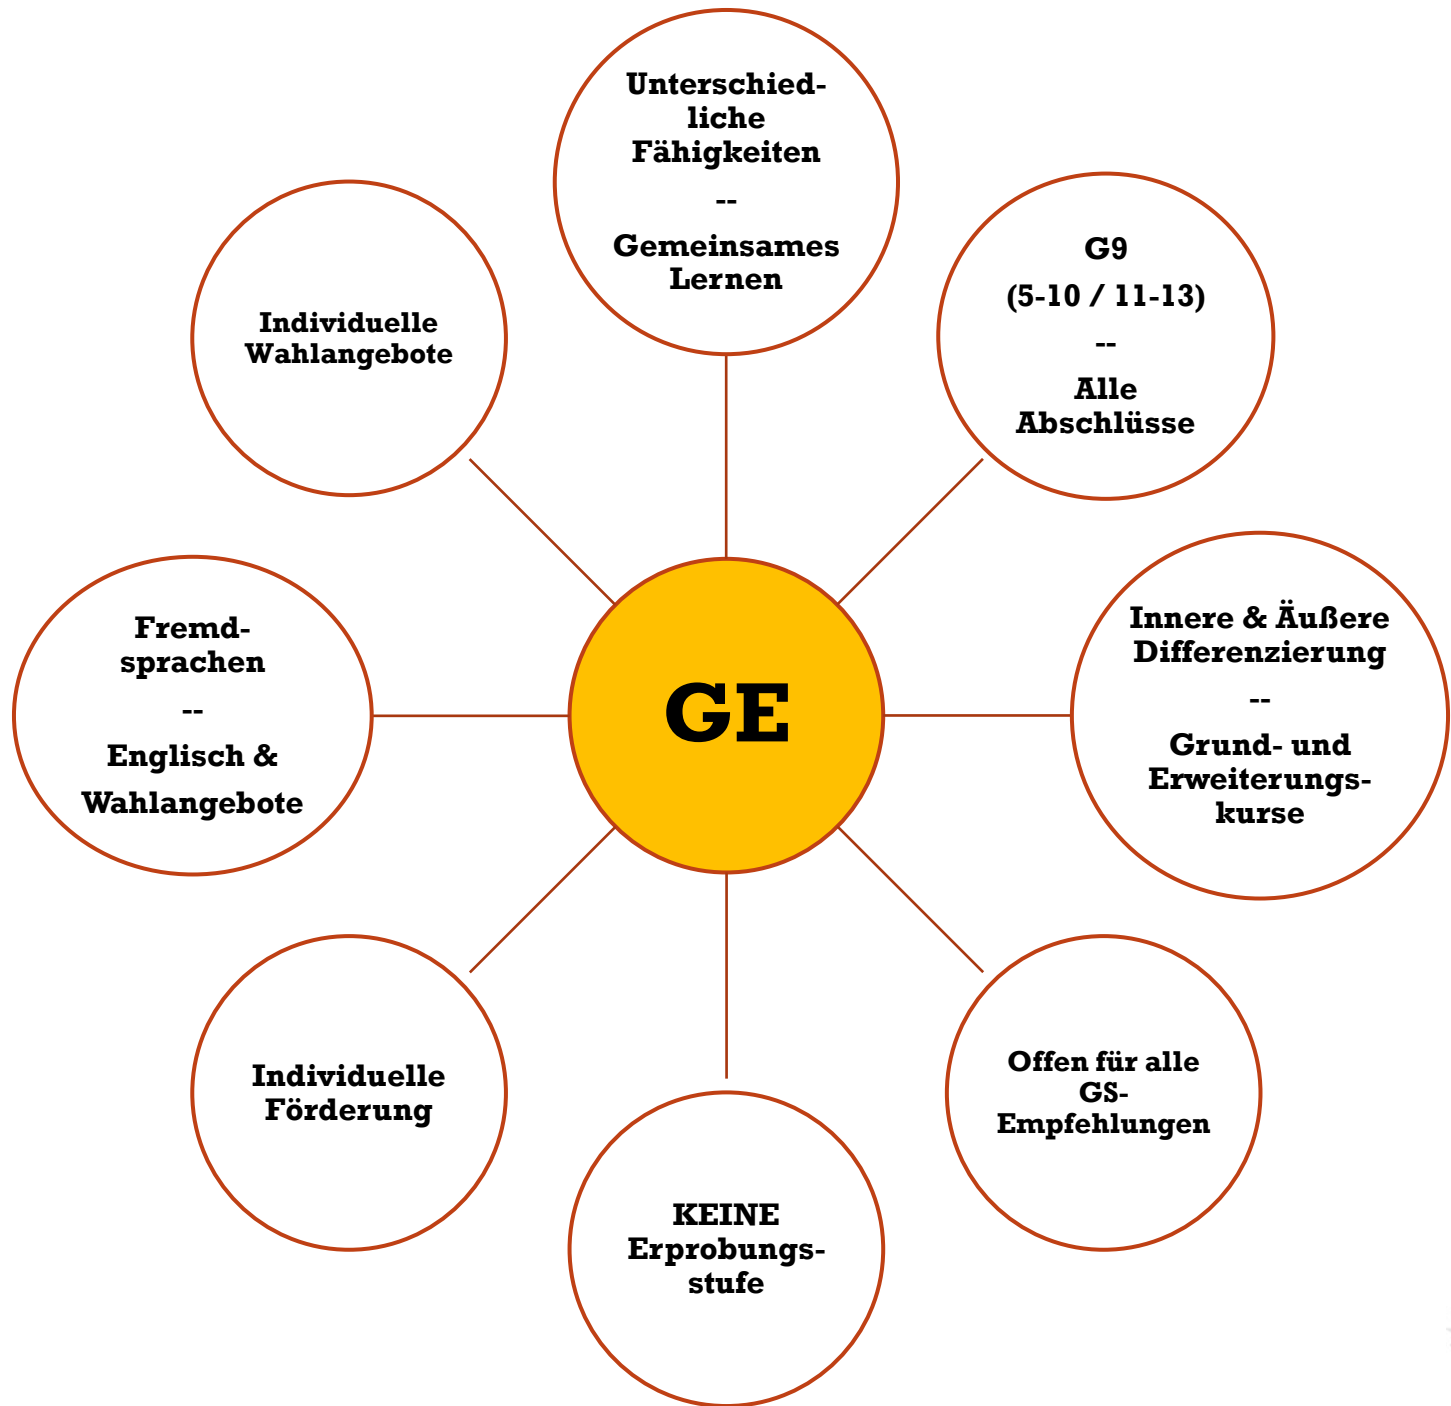 Unterschied-
liche
Fähigkeiten
--
Gemeinsames
Lernen
G9
(5-10 / 11-13)
--
Alle
Abschlüsse
Innere & Äußere
Differenzierung
--
Grund- und
Erweiterungs-
kurse
Offen für alle
GS-
Empfehlungen
KEINE
Erprobungs-
stufe
Individuelle
Förderung
Fremd-
sprachen
--
Englisch &
Wahlangebote
Individuelle
Wahlangebote
GE